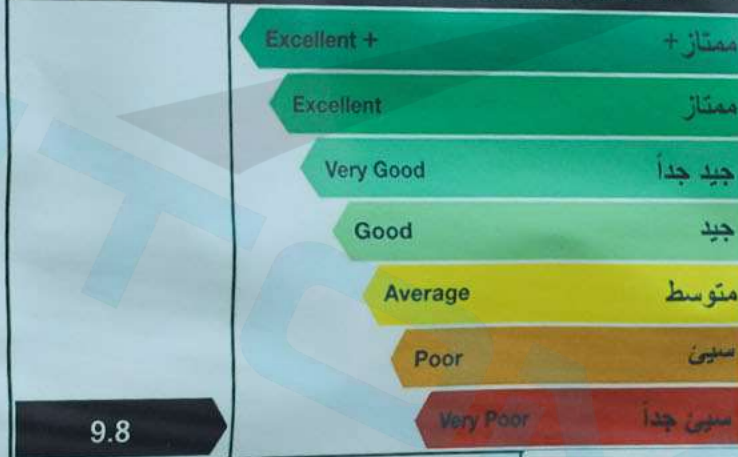 Excellent + ممتاز+
Excellent ممتاز
Very Good جيد جداً
Good جيد
Average متوسط
Poor سيئ
9.8 Very Poor سيئ جداً